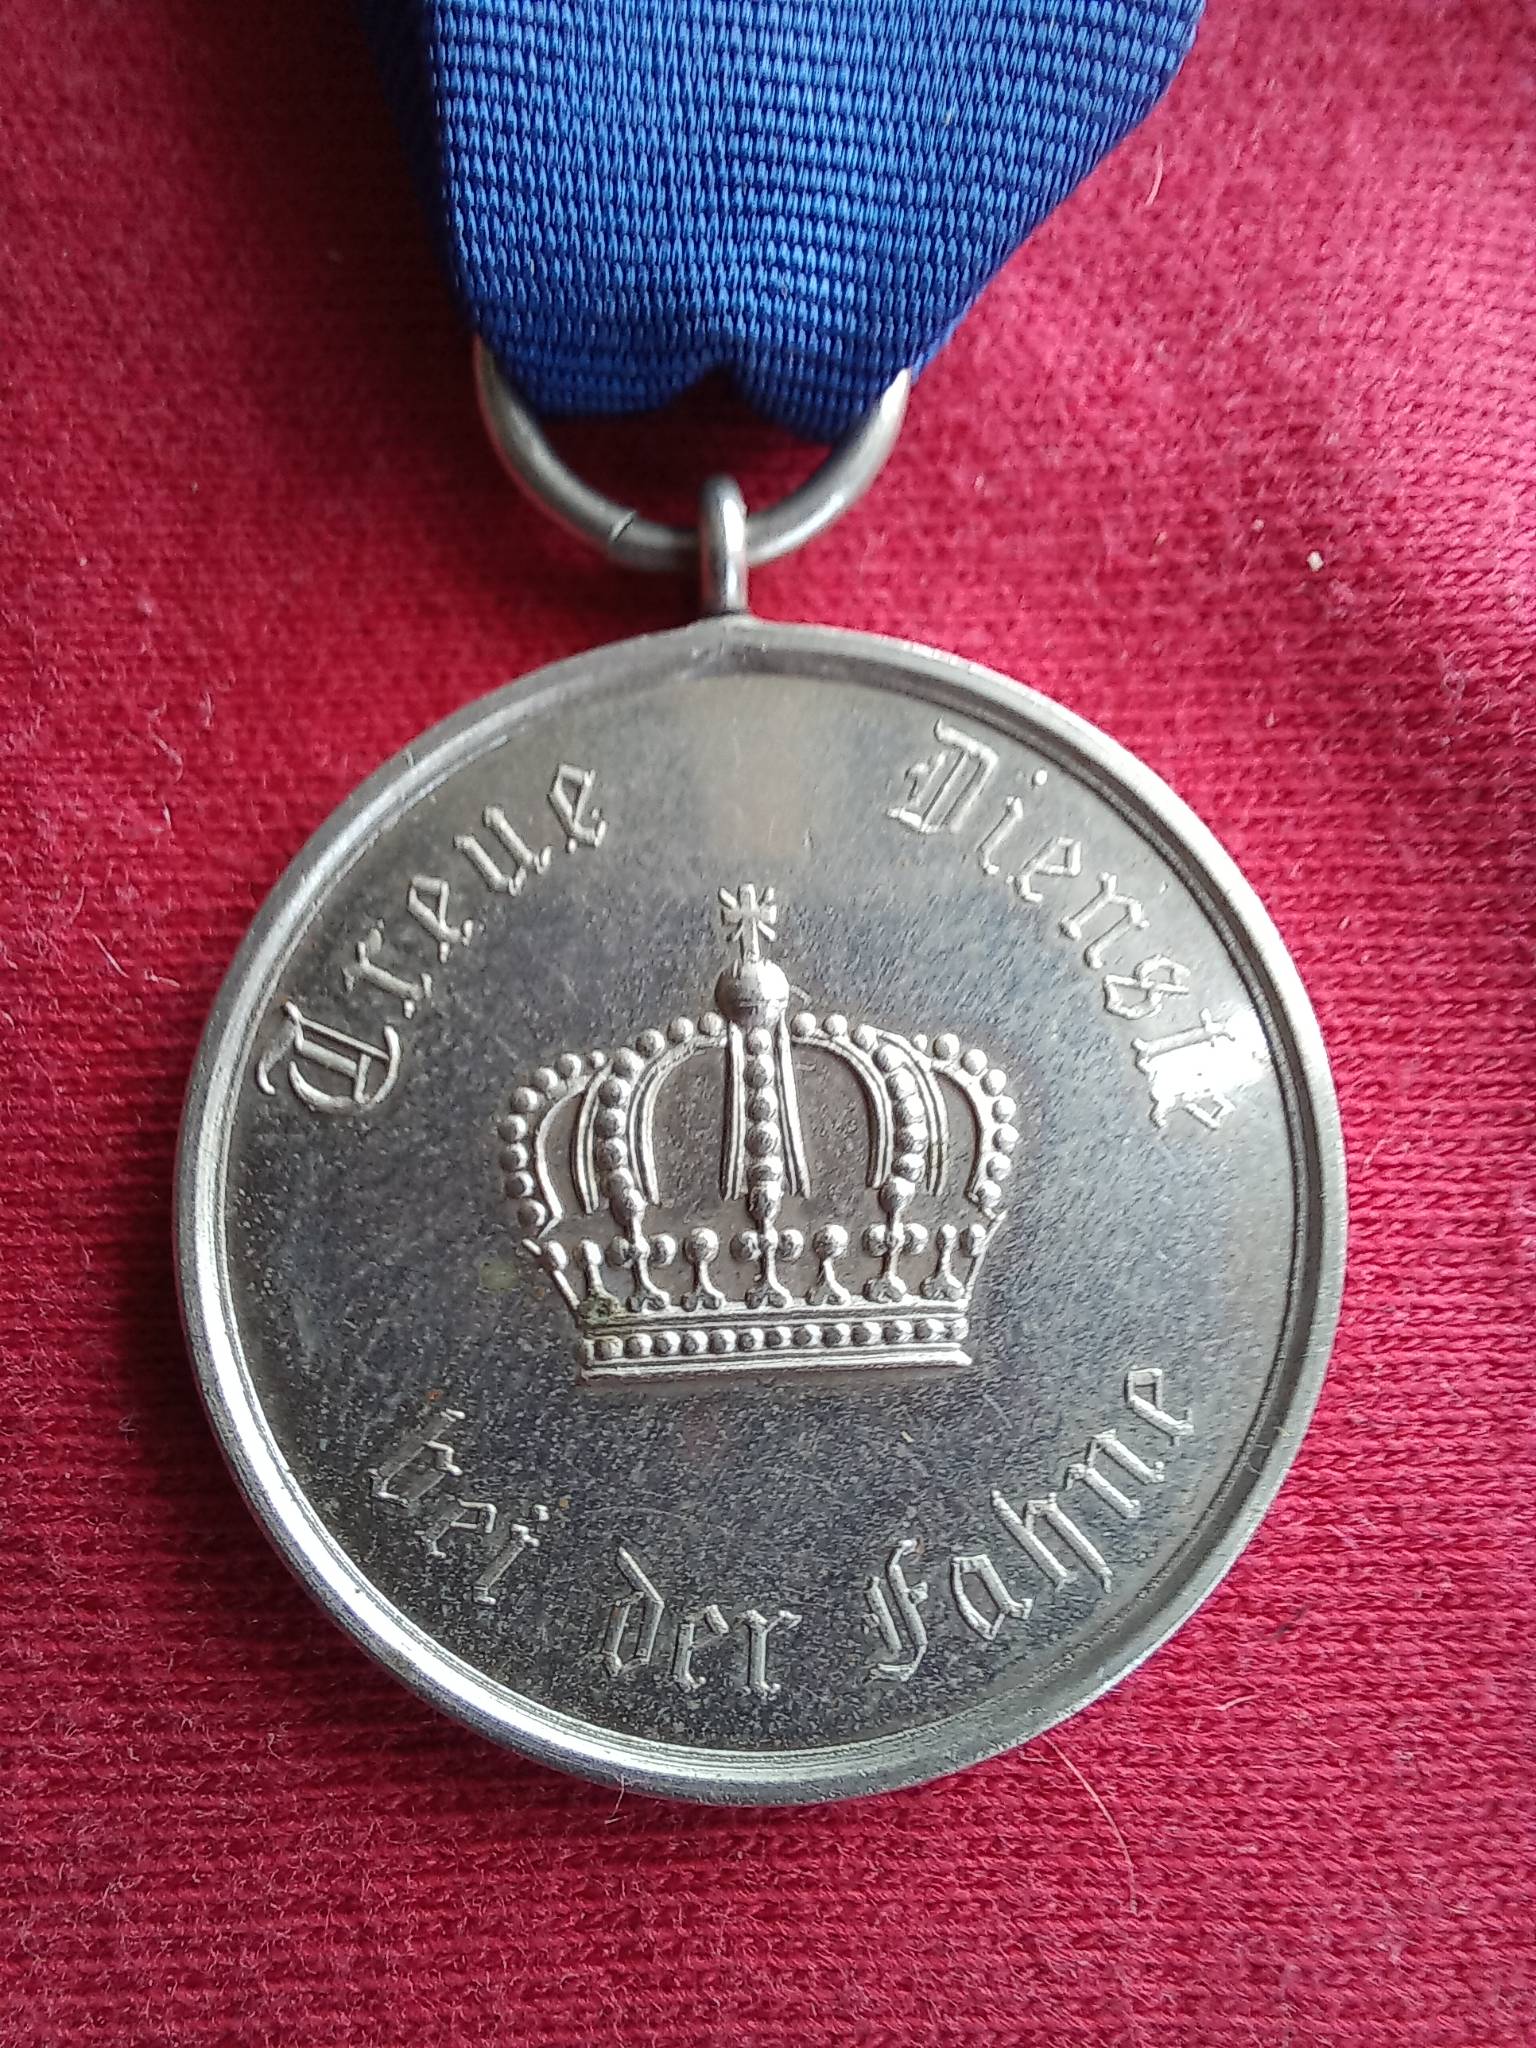 Treue Dienste
bei der Fahne